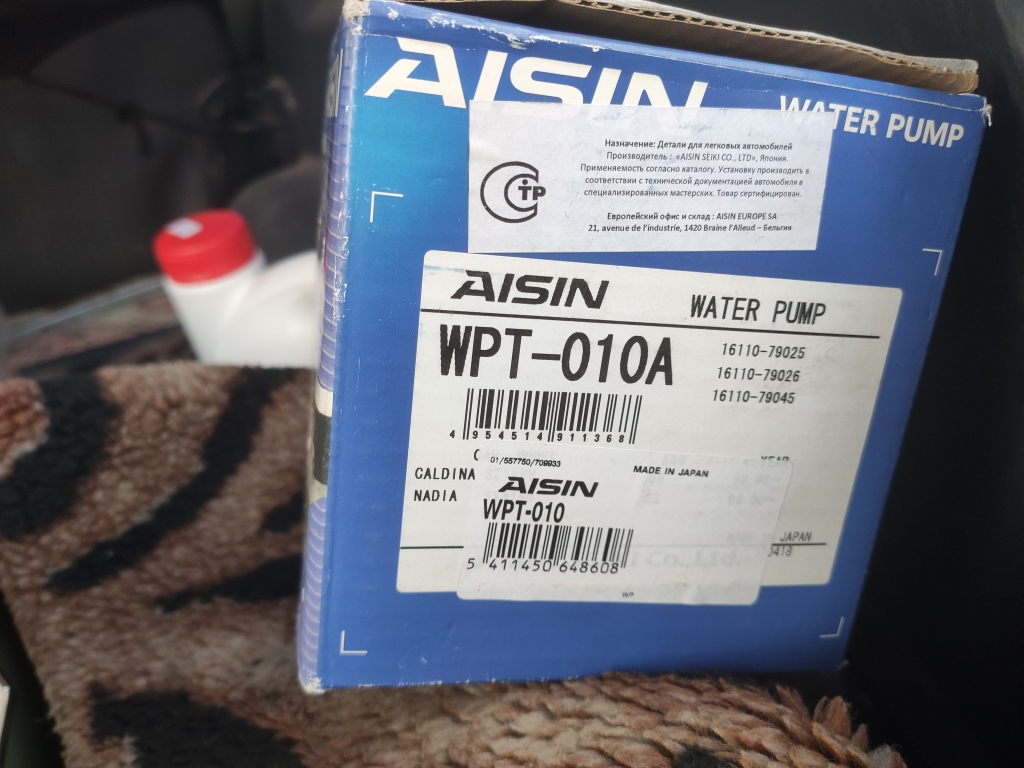 AISIN
WATER PUMP
Назначение: Детали для легковых автомобилей
Производитель : «AISIN SEIKI CO., LTD», Япония.
Применяемость согласно каталогу. Установку производить в
соответствии с технической документацией автомобиля в
специализированных мастерских. Товар сертифицирован.
Европейский офис и склад : AISIN EUROPE SA
21, avenue de l'industrie, 1420 Braine l'Alleud – Бельгия
AISIN
WATER PUMP
WPT-010A
16110-79025
16110-79026
16110-79045
4 954514 911368
YEAR
CALDINA
NADIA
01/557750/709933
MADE IN JAPAN
AISIN
WPT-010
5 411450 648608
JAPAN
0418
WP